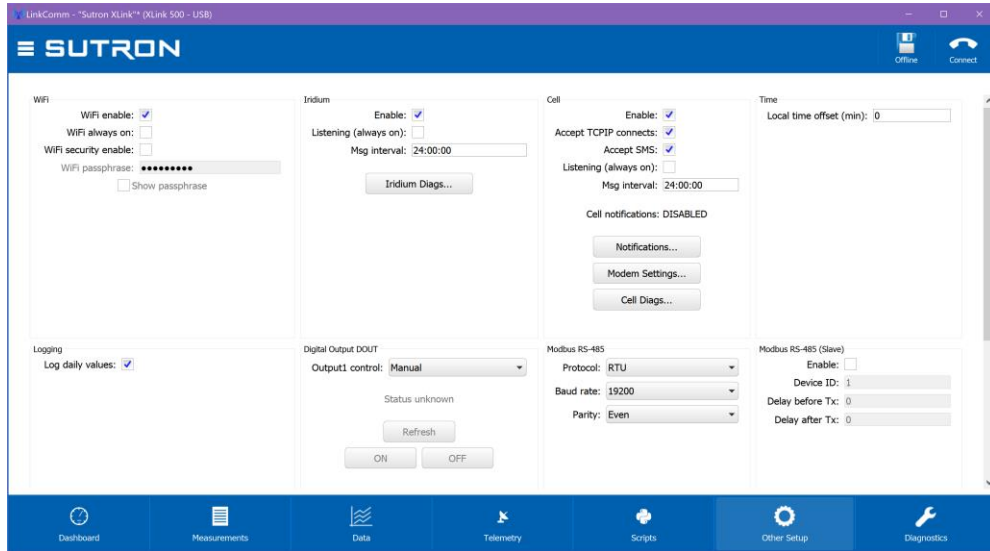 LinkComm - "Sutron XLink"* (XLink 500 - USB)
SUTRON
Offline
Connect
WiFi
WiFi enable:
WiFi always on:
WiFi security enable:
WiFi passphrase: ●●●●●●●●●
Show passphrase
Iridium
Enable:
Listening (always on):
Msg interval: 24:00:00
Iridium Diags...
Cell
Enable:
Accept TCPIP connects:
Accept SMS:
Listening (always on):
Msg interval: 24:00:00
Cell notifications: DISABLED
Notifications...
Modem Settings...
Cell Diags...
Time
Local time offset (min): 0
Logging
Log daily values:
Digital Output DOUT
Output1 control: Manual
Status unknown
Refresh
ON OFF
Modbus RS-485
Protocol: RTU
Baud rate: 19200
Parity: Even
Modbus RS-485 (Slave)
Enable:
Device ID: 1
Delay before Tx: 0
Delay after Tx: 0
Dashboard
Measurements
Data
Telemetry
Scripts
Other Setup
Diagnostics